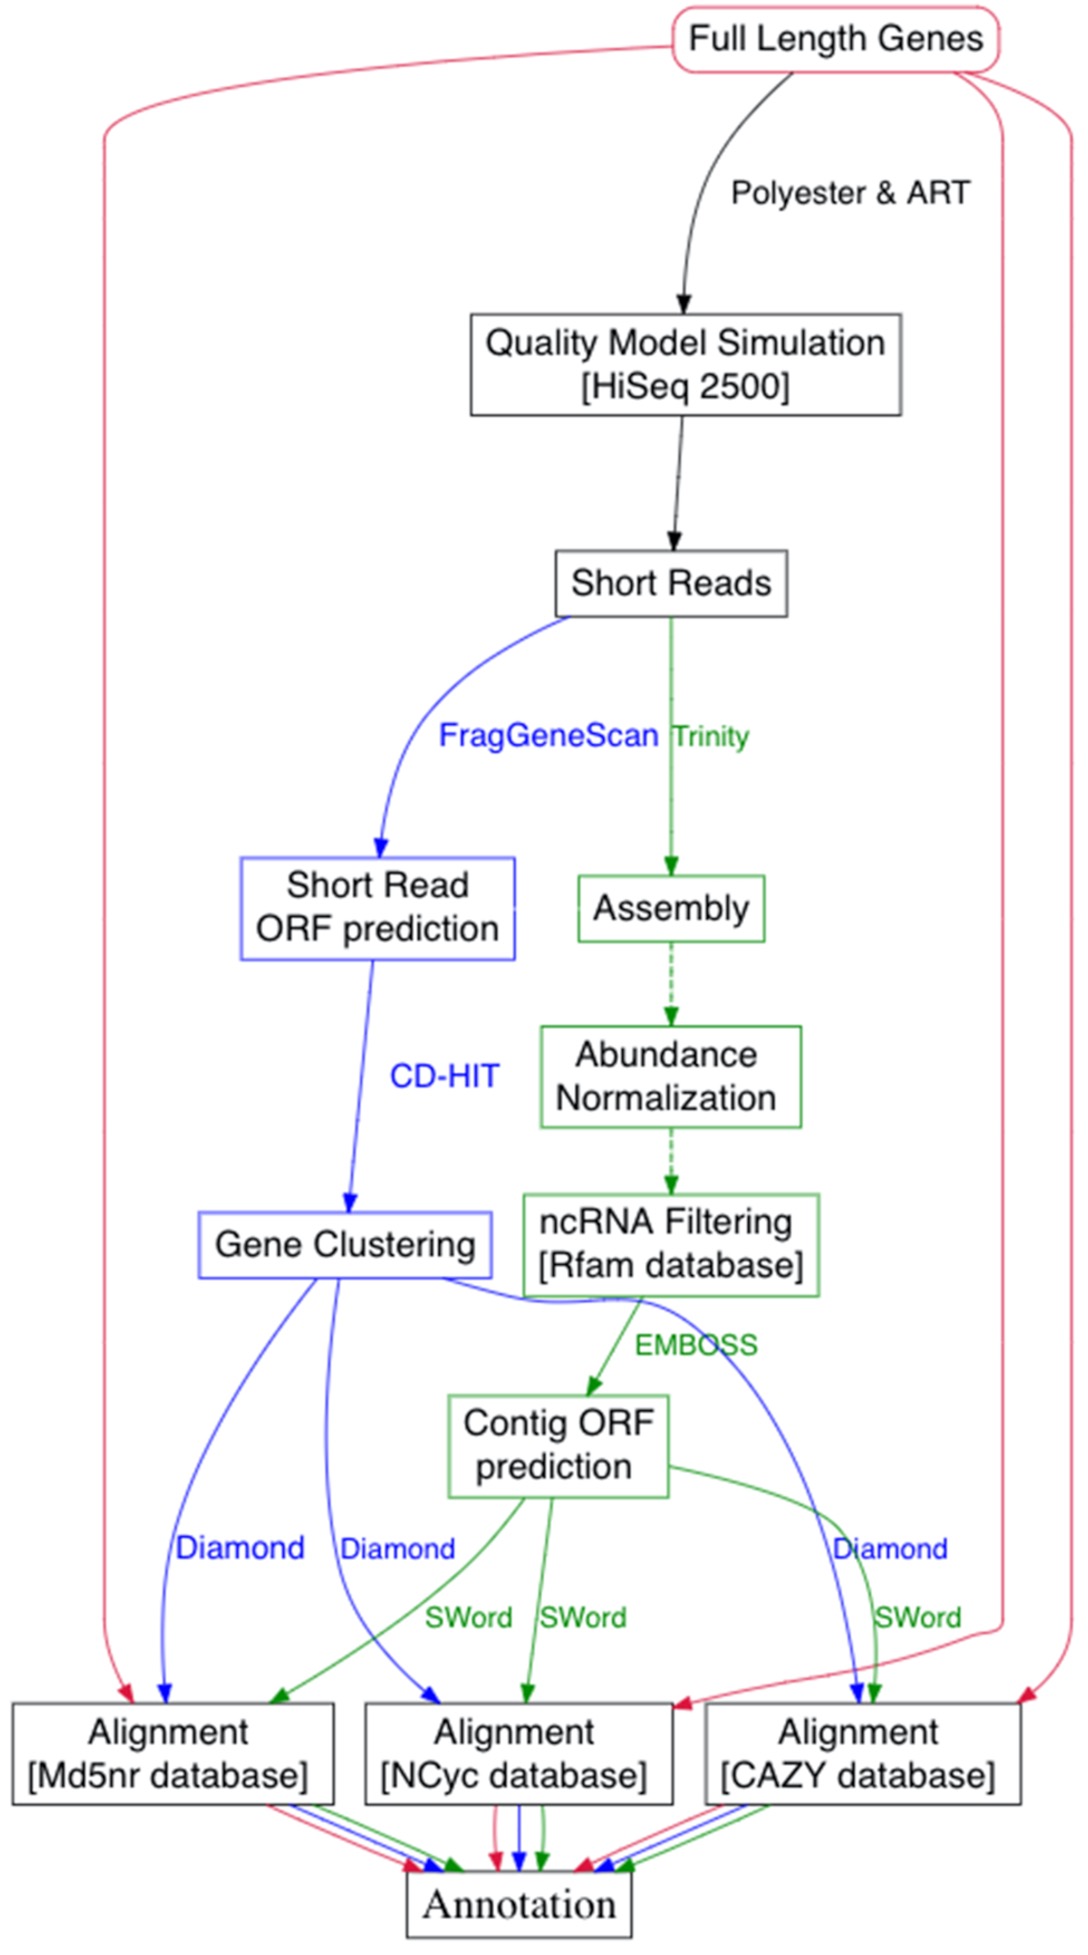 Full Length Genes
Polyester & ART
Quality Model Simulation
[HiSeq 2500]
Short Reads
FragGeneScan
Trinity
Short Read
ORF prediction
Assembly
Abundance
Normalization
CD-HIT
ncRNA Filtering
[Rfam database]
Gene Clustering
EMBOSS
Contig ORF
prediction
Diamond
Diamond
Diamond
SWord
SWord
SWord
Alignment
[Md5nr database]
Alignment
[NCyc database]
Alignment
[CAZY database]
Annotation